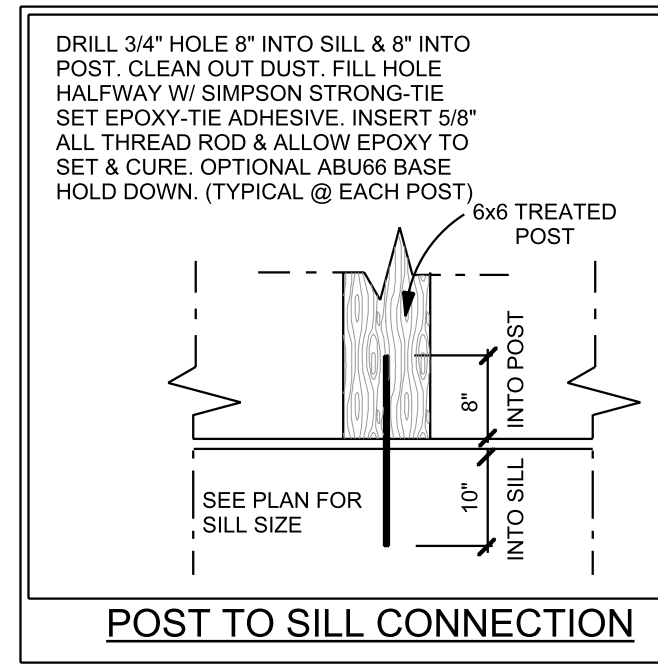 DRILL 3/4" HOLE 8" INTO SILL & 8" INTO
POST. CLEAN OUT DUST. FILL HOLE
HALFWAY W/ SIMPSON STRONG-TIE
SET EPOXY-TIE ADHESIVE. INSERT 5/8"
ALL THREAD ROD & ALLOW EPOXY TO
SET & CURE. OPTIONAL ABU66 BASE
HOLD DOWN. (TYPICAL @ EACH POST)
6x6 TREATED
POST
8"
INTO POST
10"
INTO SILL
SEE PLAN FOR
SILL SIZE
POST TO SILL CONNECTION